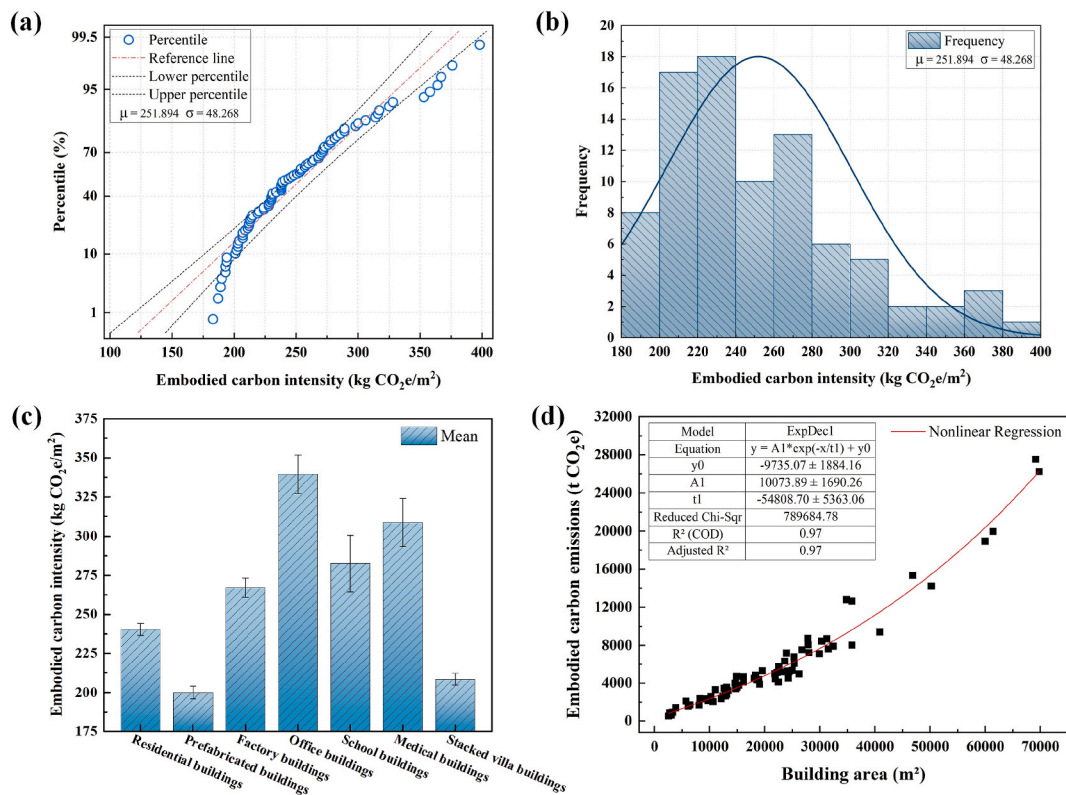 (a)
99.5
95
70
40
10
1
Percentile (%)
Percentile
Reference line
Lower percentile
Upper percentile
μ = 251.894 σ = 48.268
100 150 200 250 300 350 400
Embodied carbon intensity (kg CO₂e/m²)
(b)
20
18
16
14
12
10
8
6
4
2
0
Frequency
Frequency
μ = 251.894 σ = 48.268
180 200 220 240 260 280 300 320 340 360 380 400
Embodied carbon intensity (kg CO₂e/m²)
(c)
375
350
325
300
275
250
225
200
175
Embodied carbon intensity (kg CO₂e/m²)
Mean
Residential buildings
Prefabricated buildings
Factory buildings
Office buildings
School buildings
Medical buildings
Stacked villa buildings
(d)
32000
28000
24000
20000
16000
12000
8000
4000
0
Embodied carbon emissions (t CO₂e)
Model ExpDec1
Equation y = A1*exp(-x/t1) + y0
y0 -9735.07 ± 1884.16
A1 10073.89 ± 1690.26
t1 -54808.70 ± 5363.06
Reduced Chi-Sqr 789684.78
R² (COD) 0.97
Adjusted R² 0.97
Nonlinear Regression
0 10000 20000 30000 40000 50000 60000 70000
Building area (m²)